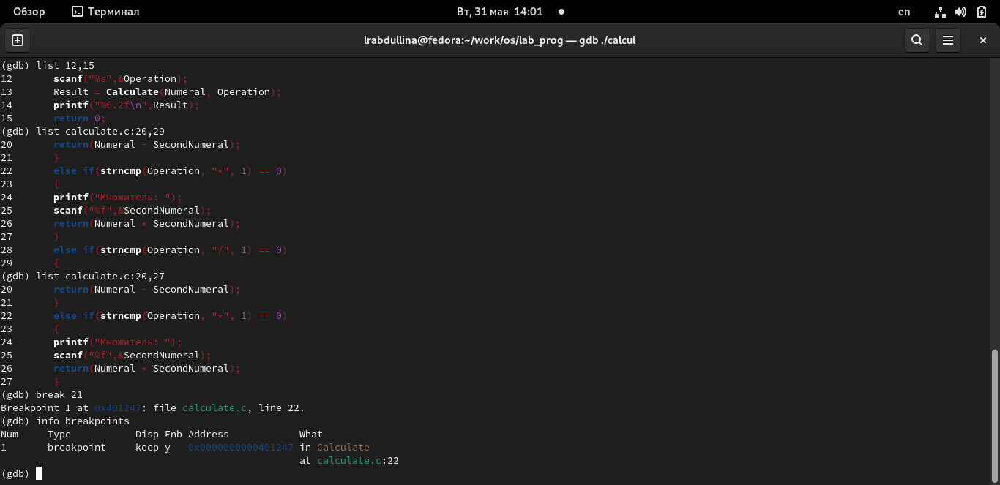 Обзор Терминал Вт, 31 мая 14:01 en
lrabdullina@fedora:~/work/os/lab_prog — gdb ./calcul
(gdb) list 12,15
12 scanf("%s",&Operation);
13 Result = Calculate(Numeral, Operation);
14 printf("%6.2f\n",Result);
15 return 0;
(gdb) list calculate.c:20,29
20 return(Numeral - SecondNumeral);
21 }
22 else if(strncmp(Operation, "*", 1) == 0)
23 {
24 printf("Множитель: ");
25 scanf("%f",&SecondNumeral);
26 return(Numeral * SecondNumeral);
27 }
28 else if(strncmp(Operation, "/", 1) == 0)
29 {
(gdb) list calculate.c:20,27
20 return(Numeral - SecondNumeral);
21 }
22 else if(strncmp(Operation, "*", 1) == 0)
23 {
24 printf("Множитель: ");
25 scanf("%f",&SecondNumeral);
26 return(Numeral * SecondNumeral);
27 }
(gdb) break 21
Breakpoint 1 at 0x401247: file calculate.c, line 22.
(gdb) info breakpoints
Num Type Disp Enb Address What
1 breakpoint keep y 0x0000000000401247 in Calculate
at calculate.c:22
(gdb)